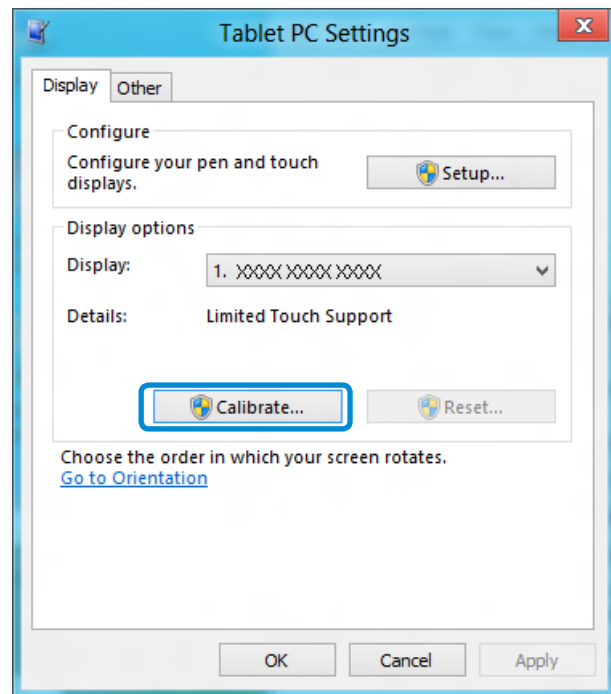 Tablet PC Settings
x
Display Other
Configure
Configure your pen and touch
displays.
Setup...
Display options
Display: 1. XXXX XXXX XXXX
Details: Limited Touch Support
Calibrate... Reset...
Choose the order in which your screen rotates.
Go to Orientation
OK Cancel Apply